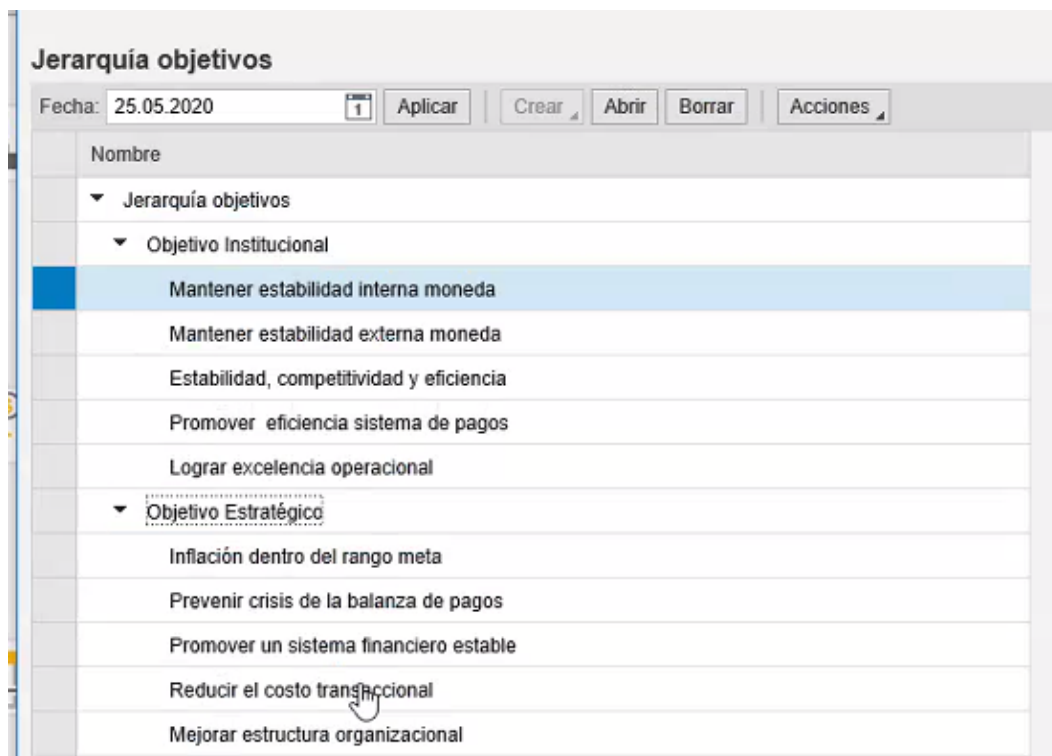 Jerarquía objetivos
Fecha: 25.05.2020 1 Aplicar Crear Abrir Borrar Acciones
Nombre
Jerarquía objetivos
Objetivo Institucional
Mantener estabilidad interna moneda
Mantener estabilidad externa moneda
Estabilidad, competitividad y eficiencia
Promover eficiencia sistema de pagos
Lograr excelencia operacional
Objetivo Estratégico
Inflación dentro del rango meta
Prevenir crisis de la balanza de pagos
Promover un sistema financiero estable
Reducir el costo transaccional
Mejorar estructura organizacional